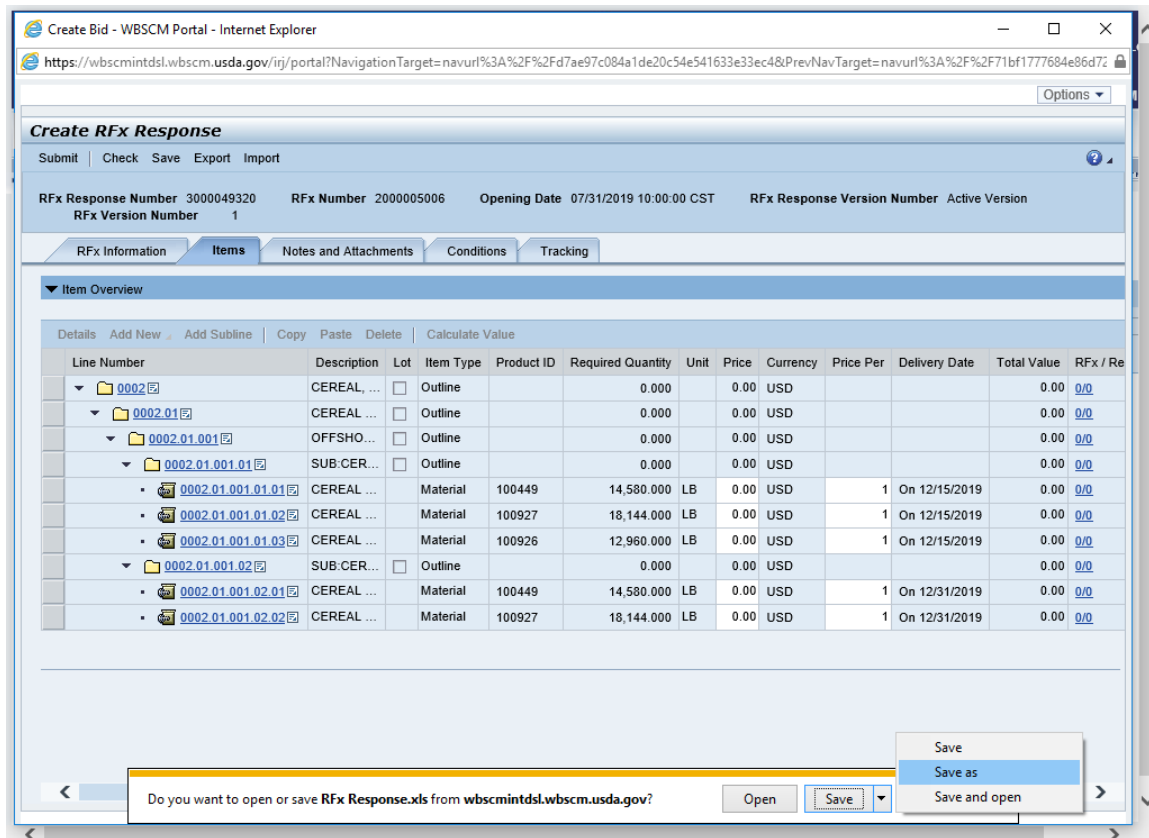 Create Bid - WBSCM Portal - Internet Explorer
https://wbscmintdsl.wbscm.usda.gov/irj/portal?NavigationTarget=navurl%3A%2F%2Fd7ae97c084a1de20c54e541633e33ec4&PrevNavTarget=navurl%3A%2F%2F71bf1777684e86d72
Options
Create RFx Response
Submit | Check Save Export Import
RFx Response Number 3000049320 RFx Number 2000005006 Opening Date 07/31/2019 10:00:00 CST RFx Response Version Number Active Version
RFx Version Number 1
RFx Information Items Notes and Attachments Conditions Tracking
Item Overview
Details Add New Add Subline | Copy Paste Delete | Calculate Value
Line Number Description Lot Item Type Product ID Required Quantity Unit Price Currency Price Per Delivery Date Total Value RFx / Re
0002 CEREAL, ... Outline 0.000 0.00 USD 0.00 0/0
0002.01 CEREAL ... Outline 0.000 0.00 USD 0.00 0/0
0002.01.001 OFFSHO... Outline 0.000 0.00 USD 0.00 0/0
0002.01.001.01 SUB:CER... Outline 0.000 0.00 USD 0.00 0/0
0002.01.001.01.01 CEREAL ... Material 100449 14,580.000 LB 0.00 USD 1 On 12/15/2019 0.00 0/0
0002.01.001.01.02 CEREAL ... Material 100927 18,144.000 LB 0.00 USD 1 On 12/15/2019 0.00 0/0
0002.01.001.01.03 CEREAL ... Material 100926 12,960.000 LB 0.00 USD 1 On 12/15/2019 0.00 0/0
0002.01.001.02 SUB:CER... Outline 0.000 0.00 USD 0.00 0/0
0002.01.001.02.01 CEREAL ... Material 100449 14,580.000 LB 0.00 USD 1 On 12/31/2019 0.00 0/0
0002.01.001.02.02 CEREAL ... Material 100927 18,144.000 LB 0.00 USD 1 On 12/31/2019 0.00 0/0
Save
Save as
Save and open
Do you want to open or save RFx Response.xls from wbscmintdsl.wbscm.usda.gov? Open Save